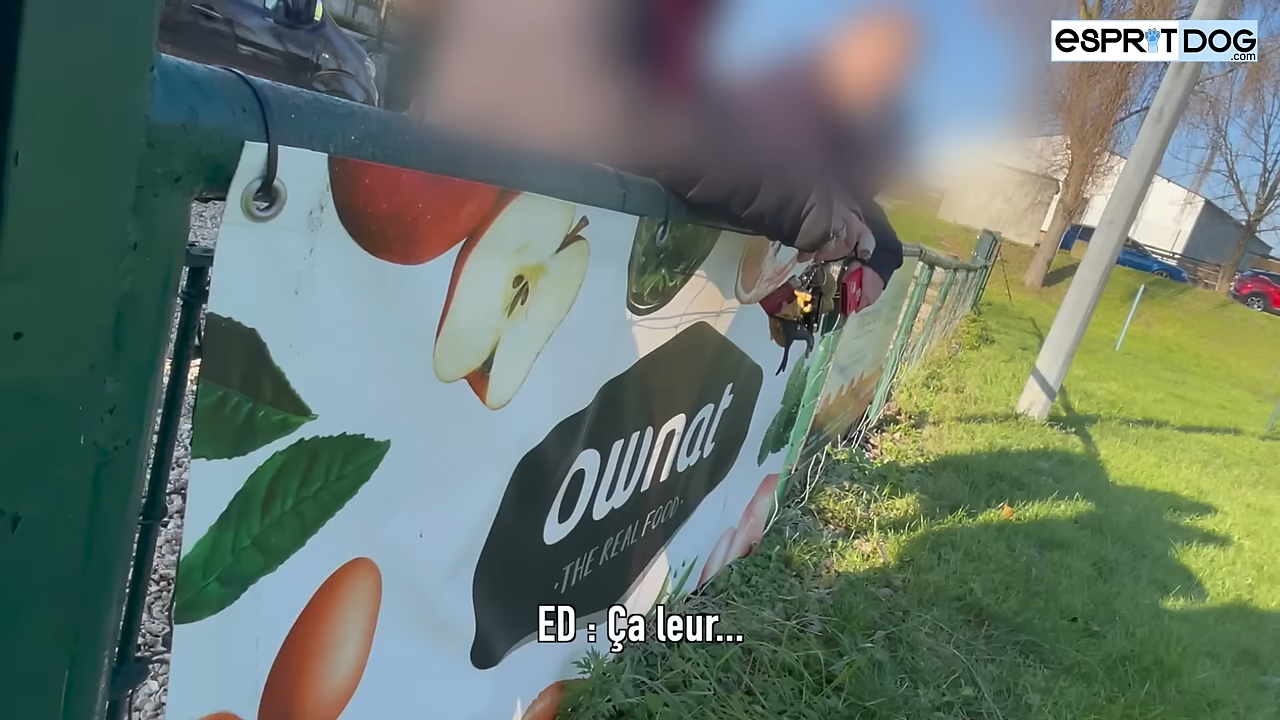 ESPRIT DOG
.com
ownat
·THE REAL FOOD·
ED : Ça leur...